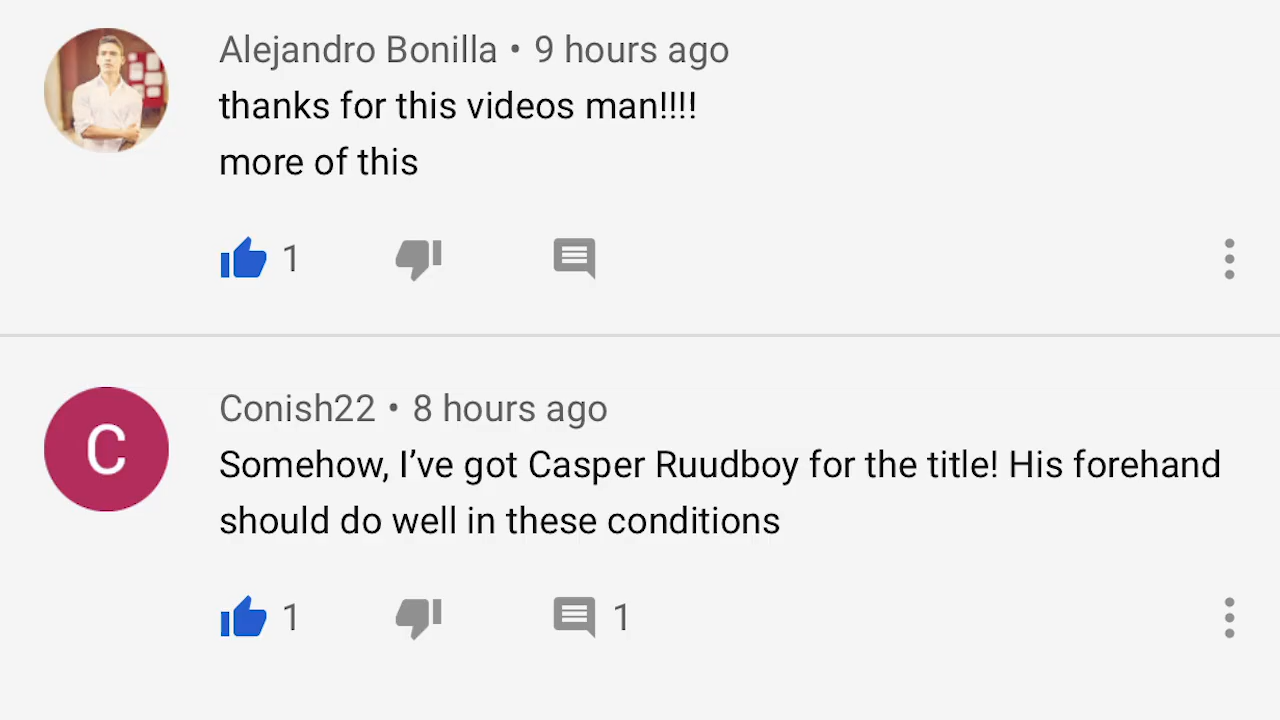 Alejandro Bonilla • 9 hours ago
thanks for this videos man!!!!
more of this
1
C
Conish22 • 8 hours ago
Somehow, I’ve got Casper Ruudboy for the title! His forehand
should do well in these conditions
1 1